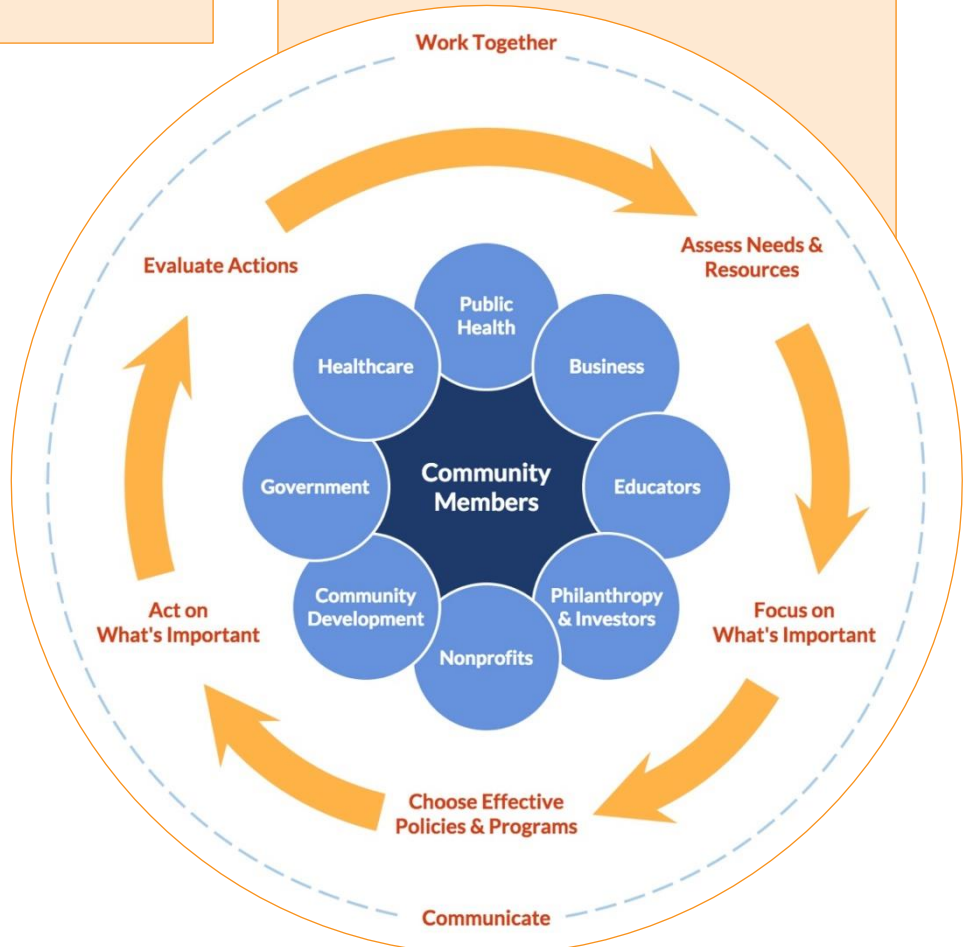 Work Together
Assess Needs &
Resources
Focus on
What's Important
Choose Effective
Policies & Programs
Act on
What's Important
Evaluate Actions
Communicate
Public
Health
Business
Educators
Philanthropy
& Investors
Nonprofits
Community
Development
Government
Healthcare
Community
Members